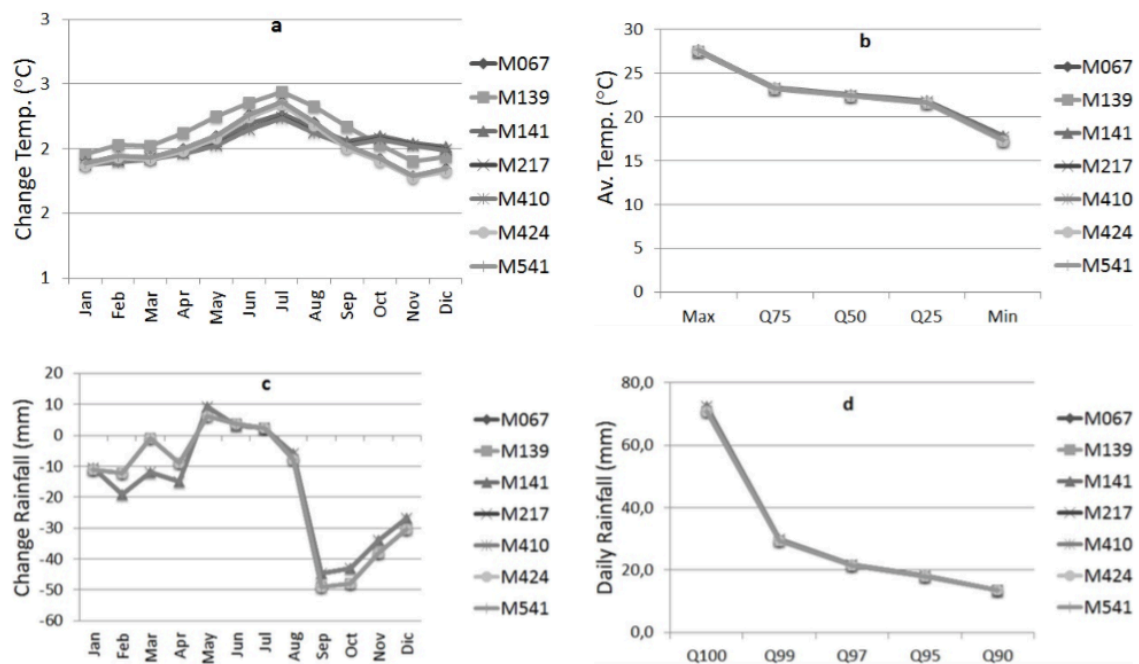 a
Change Temp. (°C)
3
3
2
2
1
Jan
Feb
Mar
Apr
May
Jun
Jul
Aug
Sep
Oct
Nov
Dic
M067
M139
M141
M217
M410
M424
M541
b
Av. Temp. (°C)
30
25
20
15
10
5
0
Max
Q75
Q50
Q25
Min
M067
M139
M141
M217
M410
M424
M541
c
Change Rainfall (mm)
20
10
0
-10
-20
-30
-40
-50
-60
Jan
Feb
Mar
Apr
May
Jun
Jul
Aug
Sep
Oct
Nov
Dic
M067
M139
M141
M217
M410
M424
M541
d
Daily Rainfall (mm)
80,0
60,0
40,0
20,0
0,0
Q100
Q99
Q97
Q95
Q90
M067
M139
M141
M217
M410
M424
M541